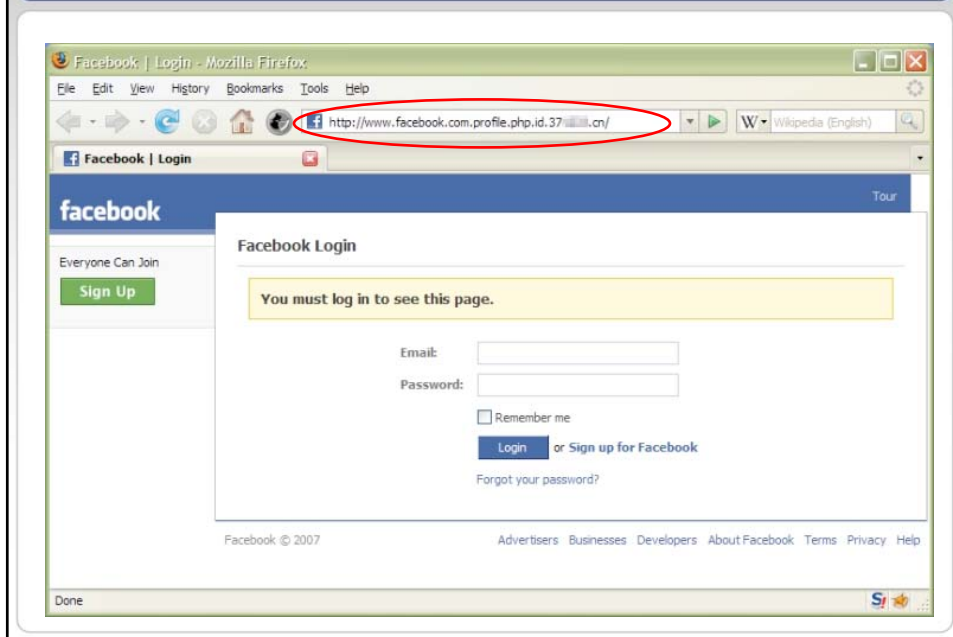 Facebook | Login - Mozilla Firefox
File Edit View History Bookmarks Tools Help
http://www.facebook.com.profile.php.id.37 .cn/ W Wikipedia (English)
Facebook | Login
facebook Tour
Facebook Login
Everyone Can Join
Sign Up
You must log in to see this page.
Email:
Password:
Remember me
Login or Sign up for Facebook
Forgot your password?
Facebook © 2007 Advertisers Businesses Developers About Facebook Terms Privacy Help
Done S!